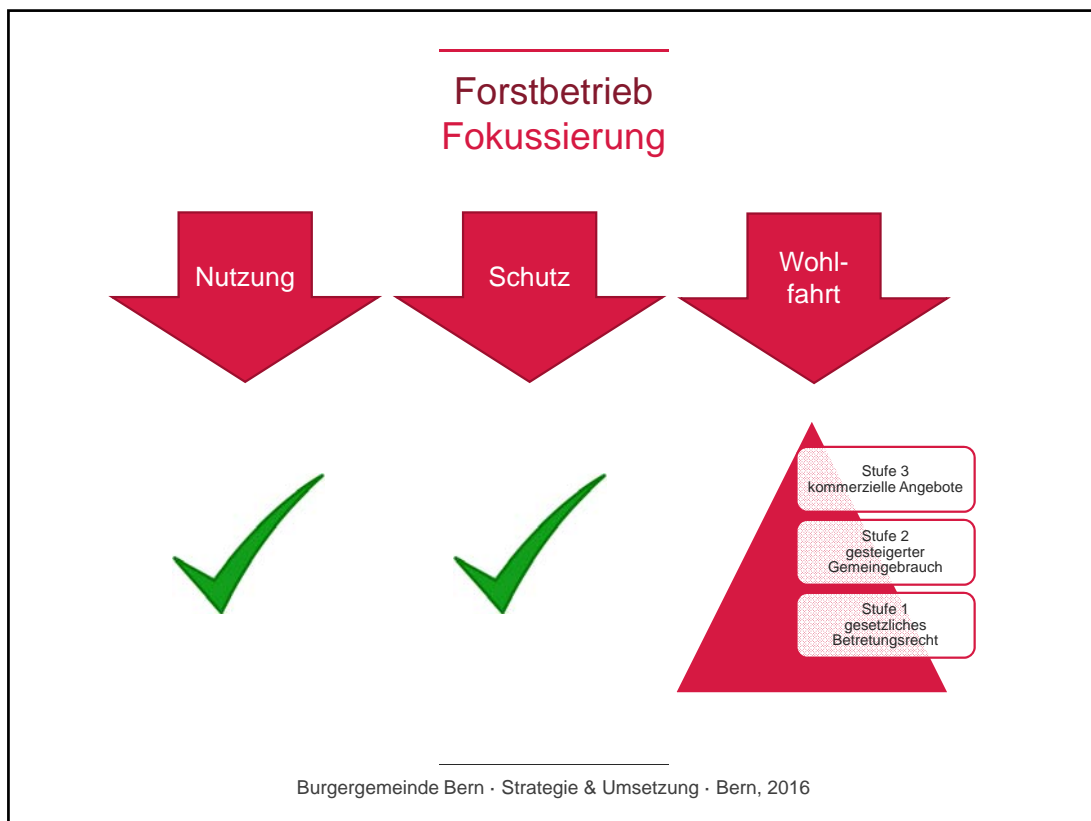 Forstbetrieb
Fokussierung
Nutzung
Schutz
Wohl-
fahrt
Stufe 3
kommerzielle Angebote
Stufe 2
gesteigerter
Gemeingebrauch
Stufe 1
gesetzliches
Betretungsrecht
Burgergemeinde Bern · Strategie & Umsetzung · Bern, 2016